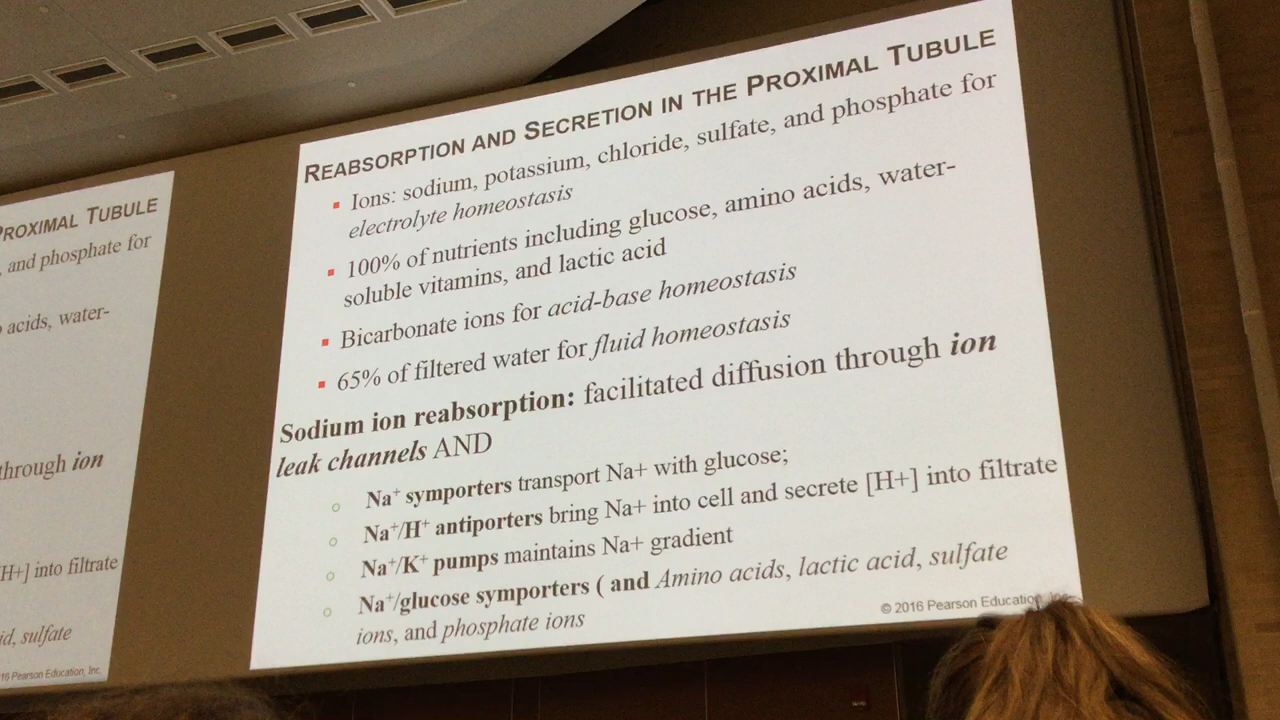 PROXIMAL TUBULE
, and phosphate for
acids, water-
through ion
H+] into filtrate
id, sulfate
16 Pearson Education, Inc.
REABSORPTION AND SECRETION IN THE PROXIMAL TUBULE
▪ Ions: sodium, potassium, chloride, sulfate, and phosphate for
electrolyte homeostasis
▪ 100% of nutrients including glucose, amino acids, water-
soluble vitamins, and lactic acid
▪ Bicarbonate ions for acid-base homeostasis
▪ 65% of filtered water for fluid homeostasis
Sodium ion reabsorption: facilitated diffusion through ion
leak channels AND
○ Na⁺ symporters transport Na+ with glucose;
○ Na⁺/H⁺ antiporters bring Na+ into cell and secrete [H+] into filtrate
○ Na⁺/K⁺ pumps maintains Na+ gradient
○ Na⁺/glucose symporters ( and Amino acids, lactic acid, sulfate
ions, and phosphate ions
© 2016 Pearson Education, Inc.